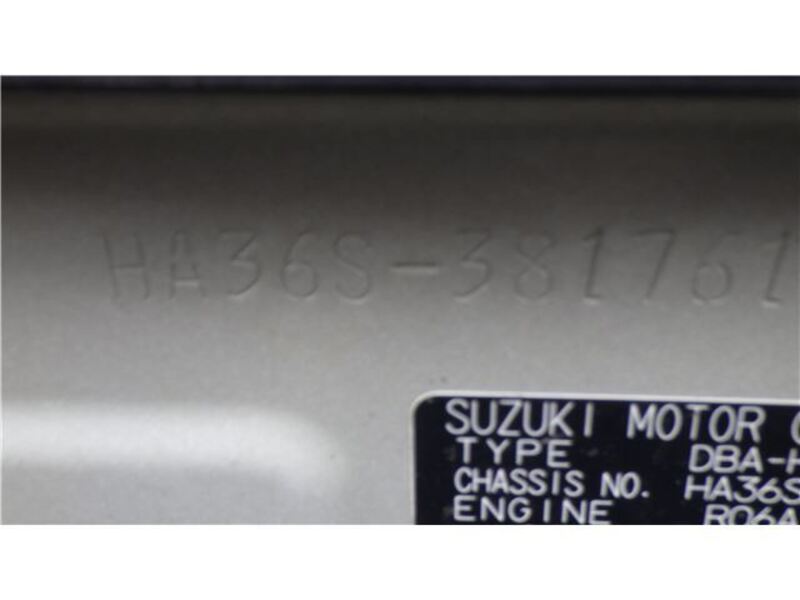 HA36S-381761
SUZUKI MOTOR C
TYPE DBA-H
CHASSIS NO. HA36S
ENGINE R06A